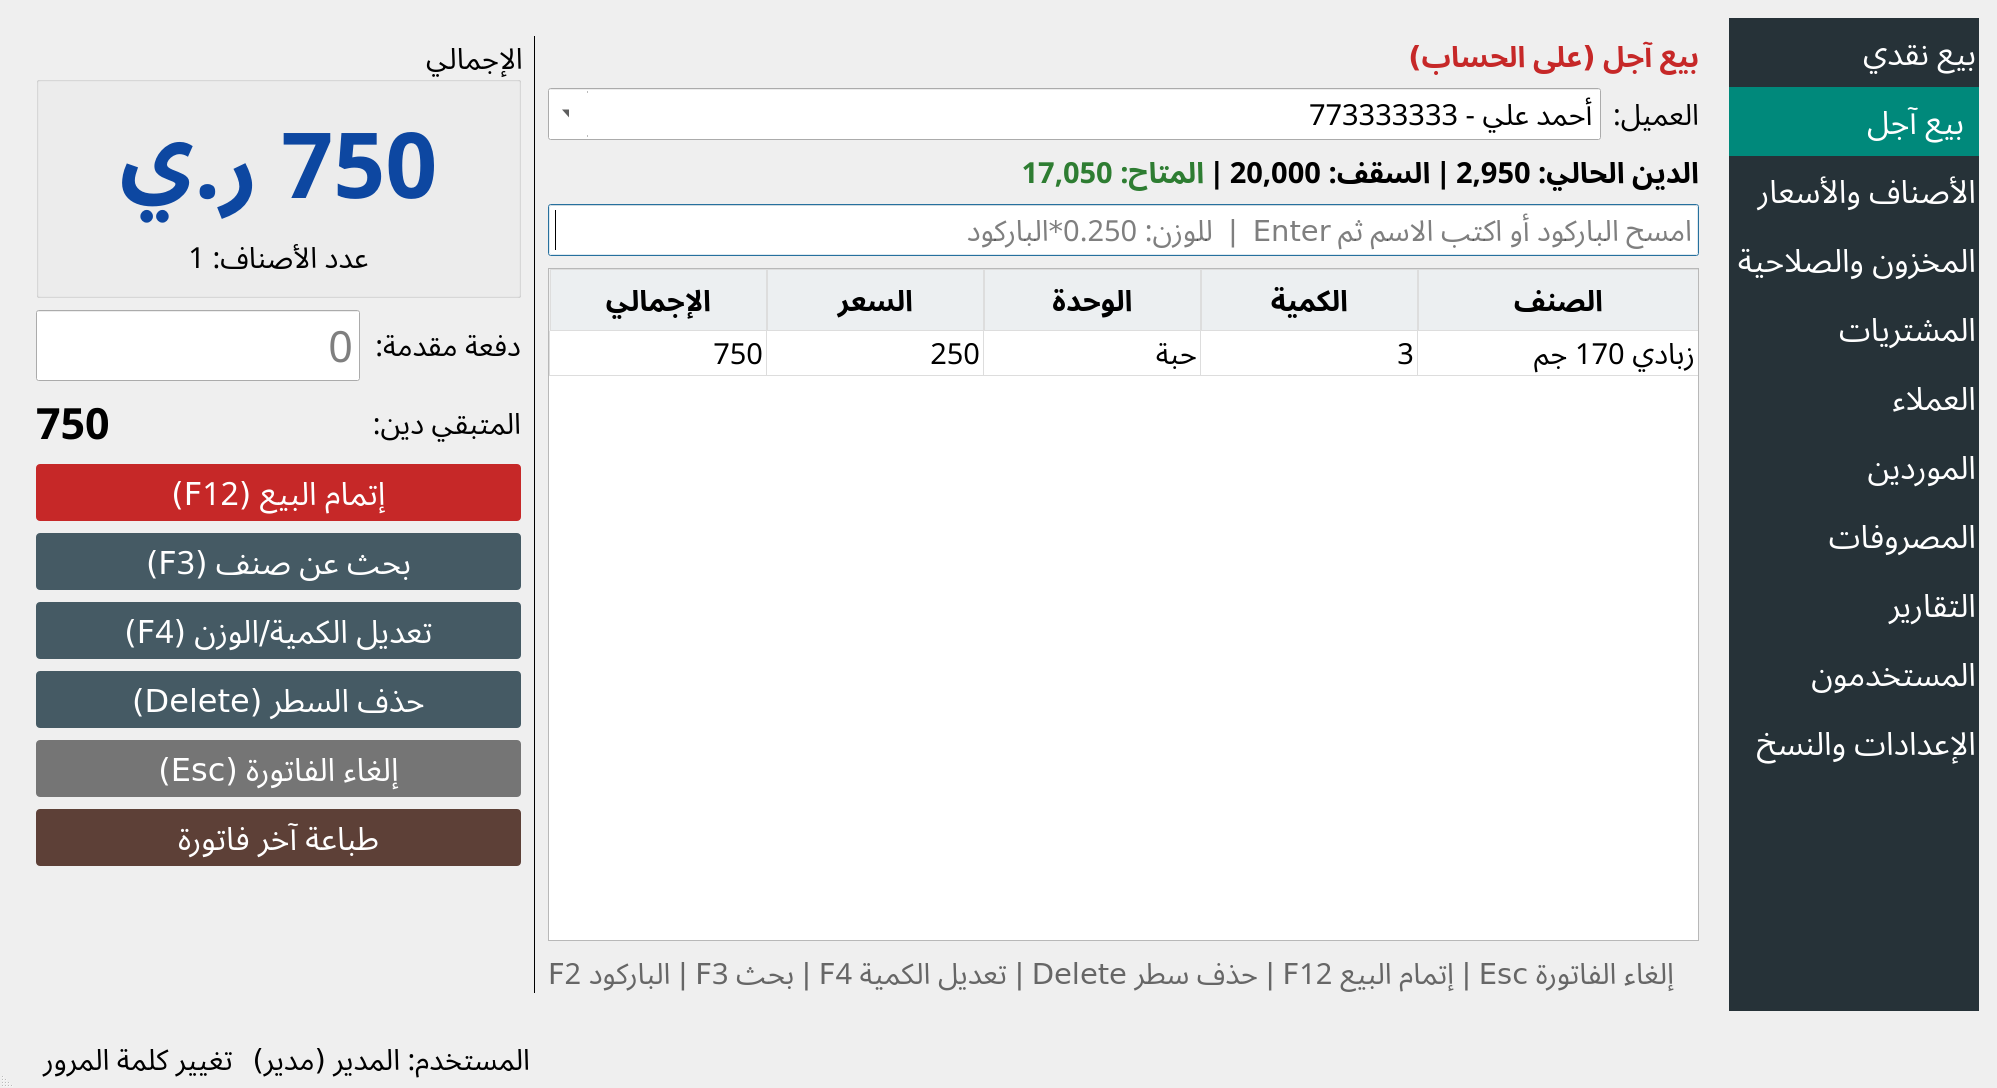 بيع نقدي
بيع آجل
الأصناف والأسعار
المخزون والصلاحية
المشتريات
العملاء
الموردين
المصروفات
التقارير
المستخدمون
الإعدادات والنسخ
بيع آجل (على الحساب)
العميل: أحمد علي - 773333333
الدين الحالي: 2,950 | السقف: 20,000 | المتاح: 17,050
امسح الباركود أو اكتب الاسم ثم Enter | للوزن: 0.250*الباركود
الصنف الكمية الوحدة السعر الإجمالي
زبادي 170 جم 3 حبة 250 750
إلغاء الفاتورة Esc | إتمام البيع F12 | حذف سطر Delete | تعديل الكمية F4 | بحث F3 | الباركود F2
الإجمالي
750 ر.ي
عدد الأصناف: 1
دفعة مقدمة: 0
المتبقي دين: 750
إتمام البيع (F12)
بحث عن صنف (F3)
تعديل الكمية/الوزن (F4)
حذف السطر (Delete)
إلغاء الفاتورة (Esc)
طباعة آخر فاتورة
المستخدم: المدير (مدير) تغيير كلمة المرور